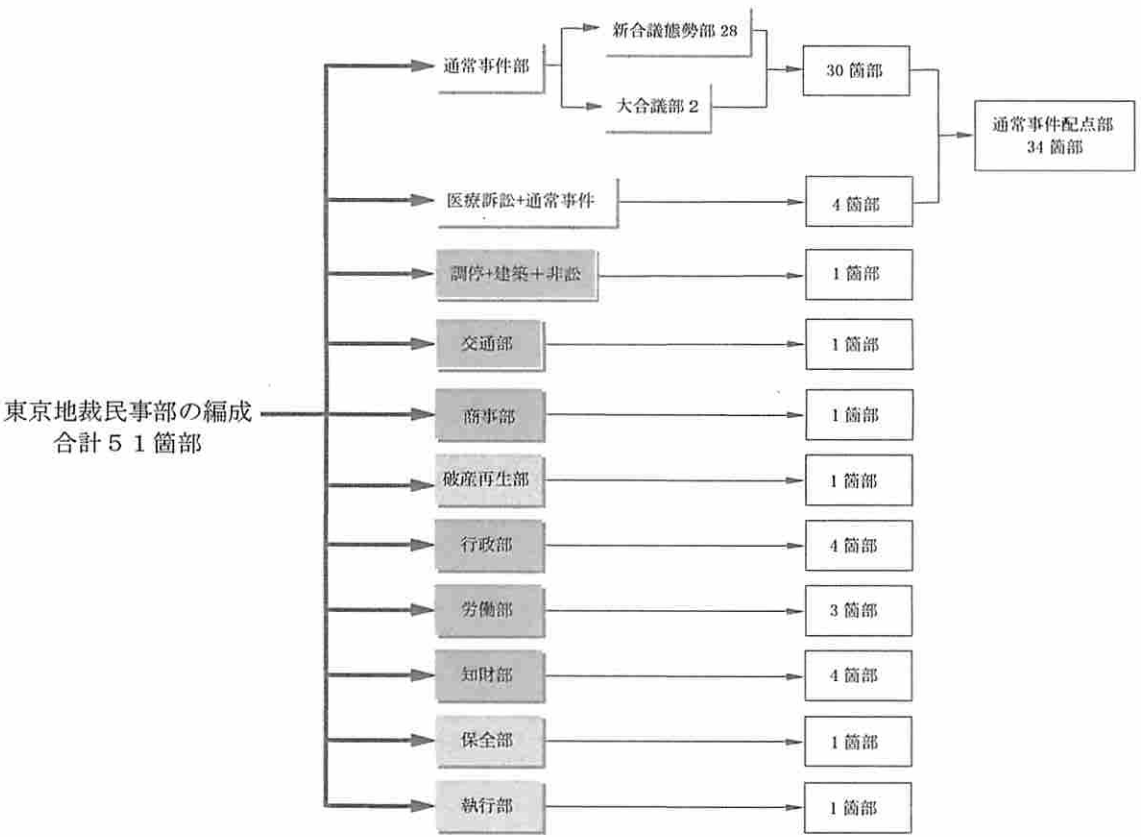 新合議態勢部 28
通常事件部
30 箇部
大合議部 2
通常事件配点部
34 箇部
医療訴訟+通常事件
4 箇部
調停+建築+非訟
1 箇部
交通部
1 箇部
東京地裁民事部の編成
合計51箇部
商事部
1 箇部
破産再生部
1 箇部
行政部
4 箇部
労働部
3 箇部
知財部
4 箇部
保全部
1 箇部
執行部
1 箇部